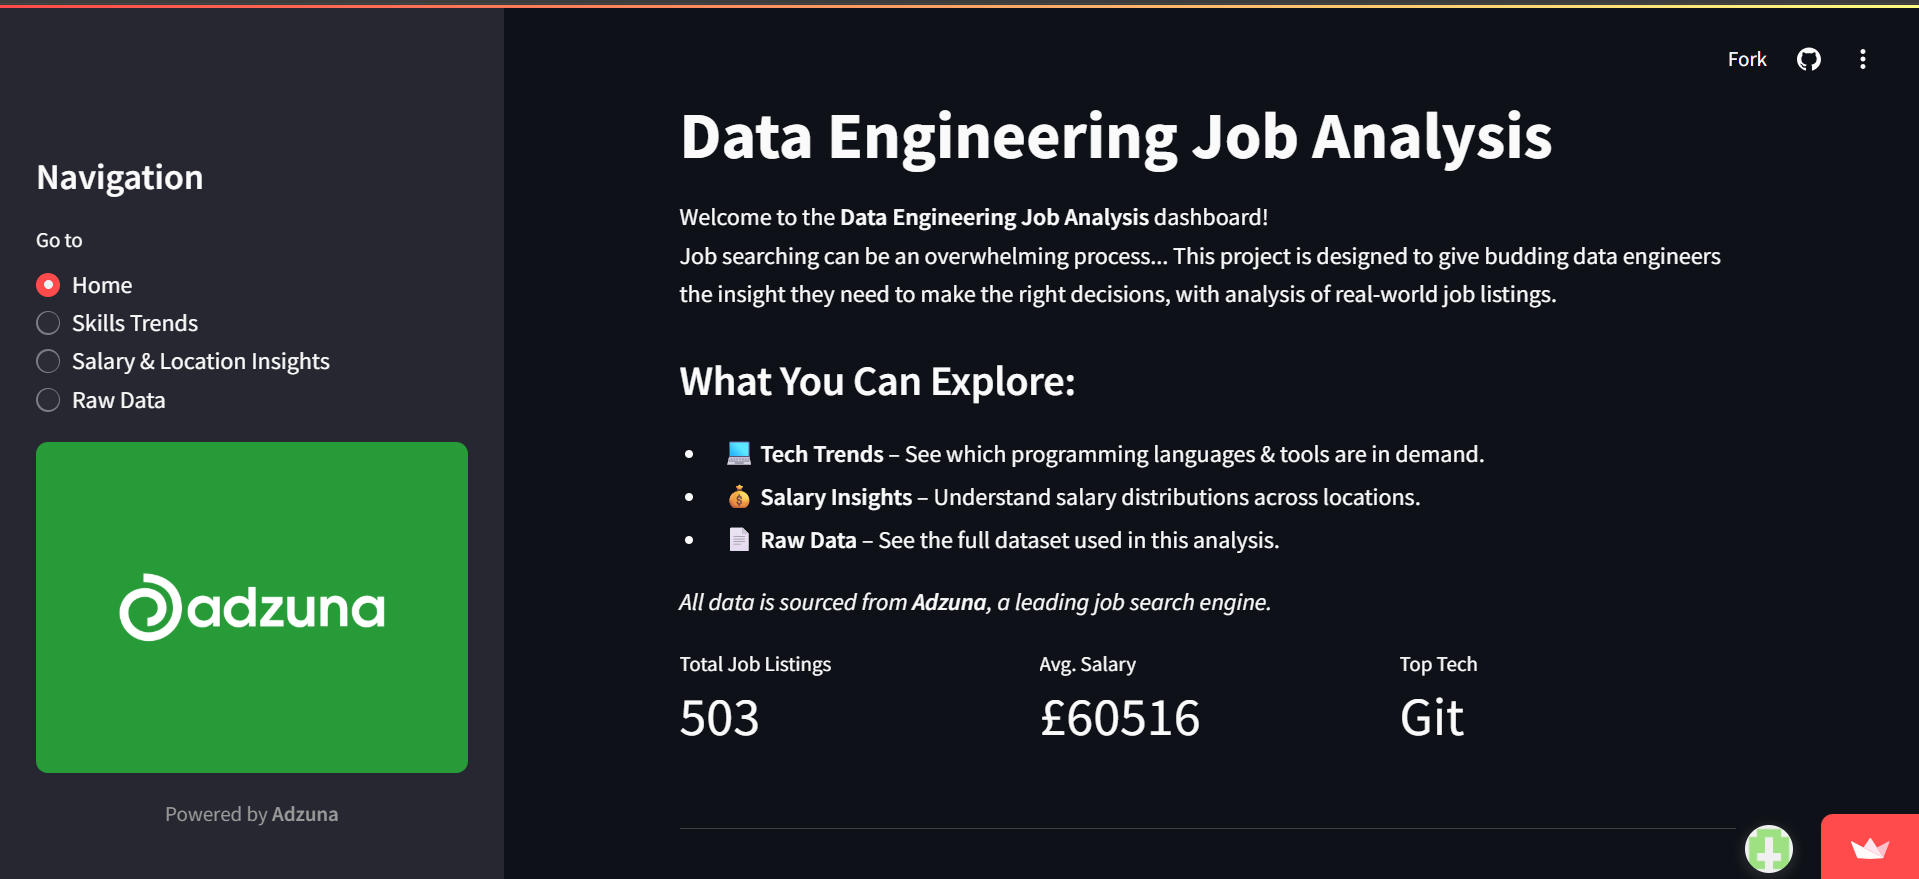 Fork
Navigation
Go to
Home
Skills Trends
Salary & Location Insights
Raw Data
adzuna
Powered by Adzuna
Data Engineering Job Analysis
Welcome to the Data Engineering Job Analysis dashboard!
Job searching can be an overwhelming process... This project is designed to give budding data engineers
the insight they need to make the right decisions, with analysis of real-world job listings.
What You Can Explore:
• 💻 Tech Trends – See which programming languages & tools are in demand.
• 💰 Salary Insights – Understand salary distributions across locations.
• 📄 Raw Data – See the full dataset used in this analysis.
All data is sourced from Adzuna, a leading job search engine.
Total Job Listings
503
Avg. Salary
£60516
Top Tech
Git